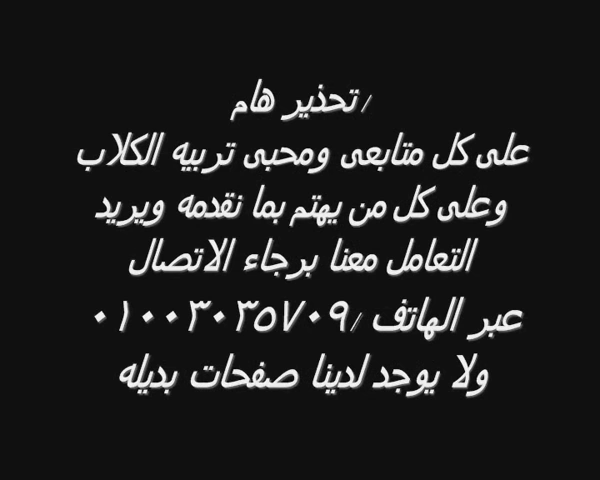 تحذير هام /
على كل متابعى ومحبى تربيه الكلاب
وعلى كل من يهتم بما نقدمه ويريد
التعامل معنا برجاء الاتصال
عبر الهاتف /٠١٠٠٣٠٣٥٧٠٩
ولا يوجد لدينا صفحات بديله